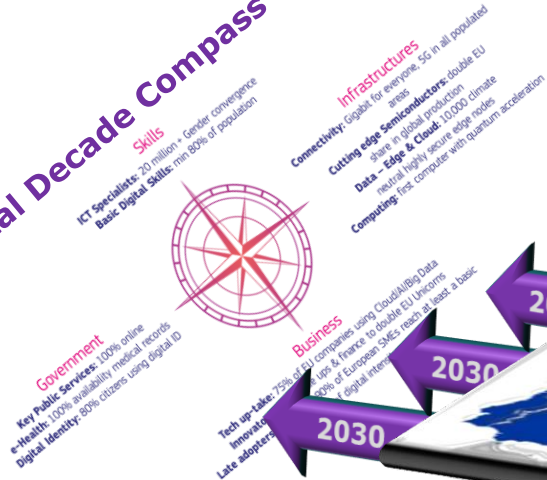 al Decade Compass
Skills
ICT Specialists: 20 million + Gender convergence
Basic Digital Skills: min 80% of population
Infrastructures
Connectivity: Gigabit for everyone, 5G in all populated
areas
Cutting edge Semiconductors: double EU
share in global production
Data – Edge & Cloud: 10,000 climate
neutral highly secure edge nodes
Computing: first computer with quantum acceleration
Government
Key Public Services: 100% online
e-Health: 100% availability medical records
Digital Identity: 80% citizens using digital ID
Business
Tech up-take: 75% of EU companies using Cloud/AI/Big Data
Innovato ups & finance to double EU Unicorns
Late adopters 90% of European SMEs reach at least a basic
of digital inten
2030
2030